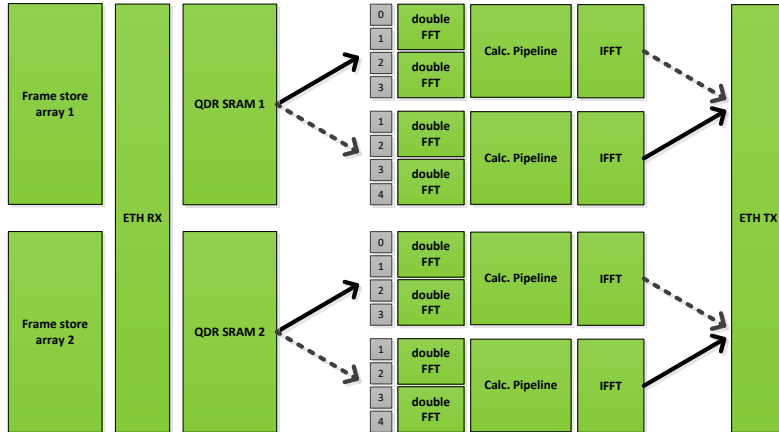 Frame store
array 1
ETH RX
QDR SRAM 1
0
1
2
3
double
FFT
double
FFT
Calc. Pipeline
IFFT
1
2
3
4
double
FFT
double
FFT
Calc. Pipeline
IFFT
ETH TX
Frame store
array 2
QDR SRAM 2
0
1
2
3
double
FFT
double
FFT
Calc. Pipeline
IFFT
1
2
3
4
double
FFT
double
FFT
Calc. Pipeline
IFFT